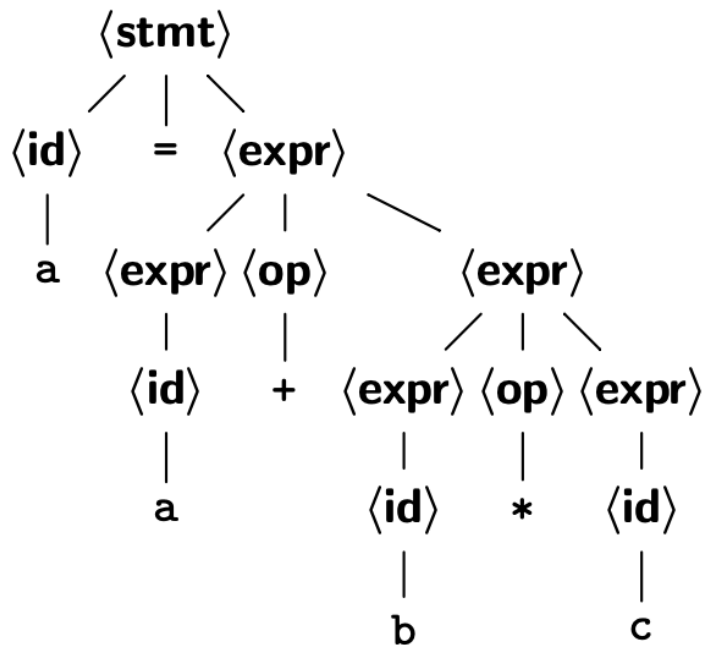 ⟨stmt⟩
⟨id⟩ = ⟨expr⟩
a ⟨expr⟩ ⟨op⟩ ⟨expr⟩
⟨id⟩ + ⟨expr⟩ ⟨op⟩ ⟨expr⟩
a ⟨id⟩ * ⟨id⟩
b c